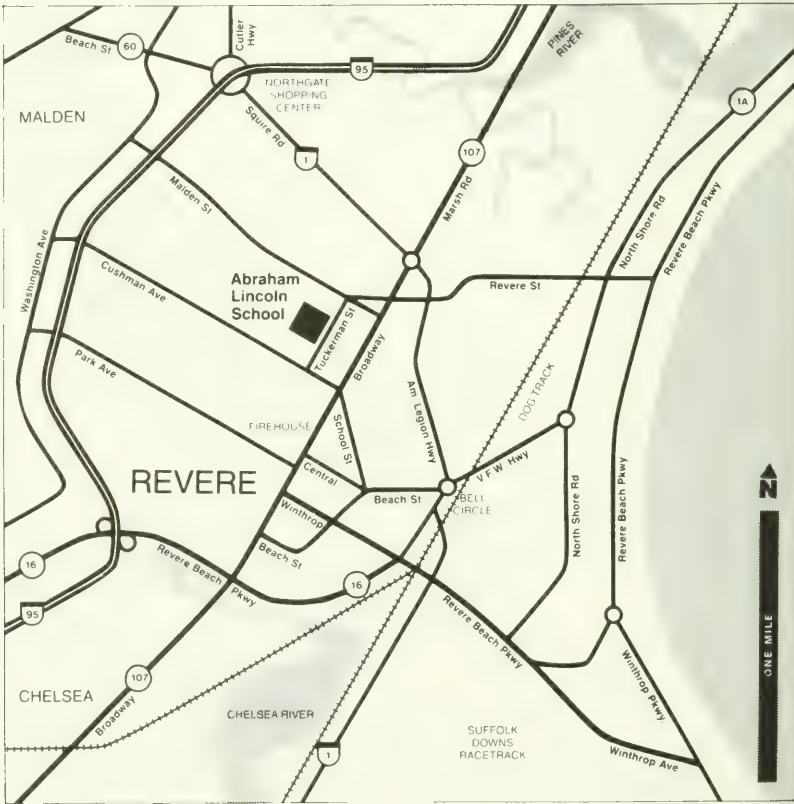 Beach St
60
Cutler
Hwy
95
PINES
RIVER
NORTHGATE
SHOPPING
CENTER
1A
MALDEN
Squire Rd
1
107
Marsh Rd
Malden St
North Shore Rd
Revere Beach Pkwy
Washington Ave
Cushman Ave
Abraham
Lincoln
School
Revere St
Tuckerman St
Broadway
Park Ave
Am Legion Hwy
DOG TRACK
FIREHOUSE
School St
V F W Hwy
Central
REVERE
Beach St
BELL
CIRCLE
N
Winthrop
North Shore Rd
Revere Beach Pkwy
Beach St
16
Revere Beach Pkwy
16
95
Revere Beach Pkwy
ONE MILE
107
CHELSEA
Broadway
CHELSEA RIVER
Winthrop Pkwy.
SUFFOLK
DOWNS
RACETRACK
1
Winthrop Ave